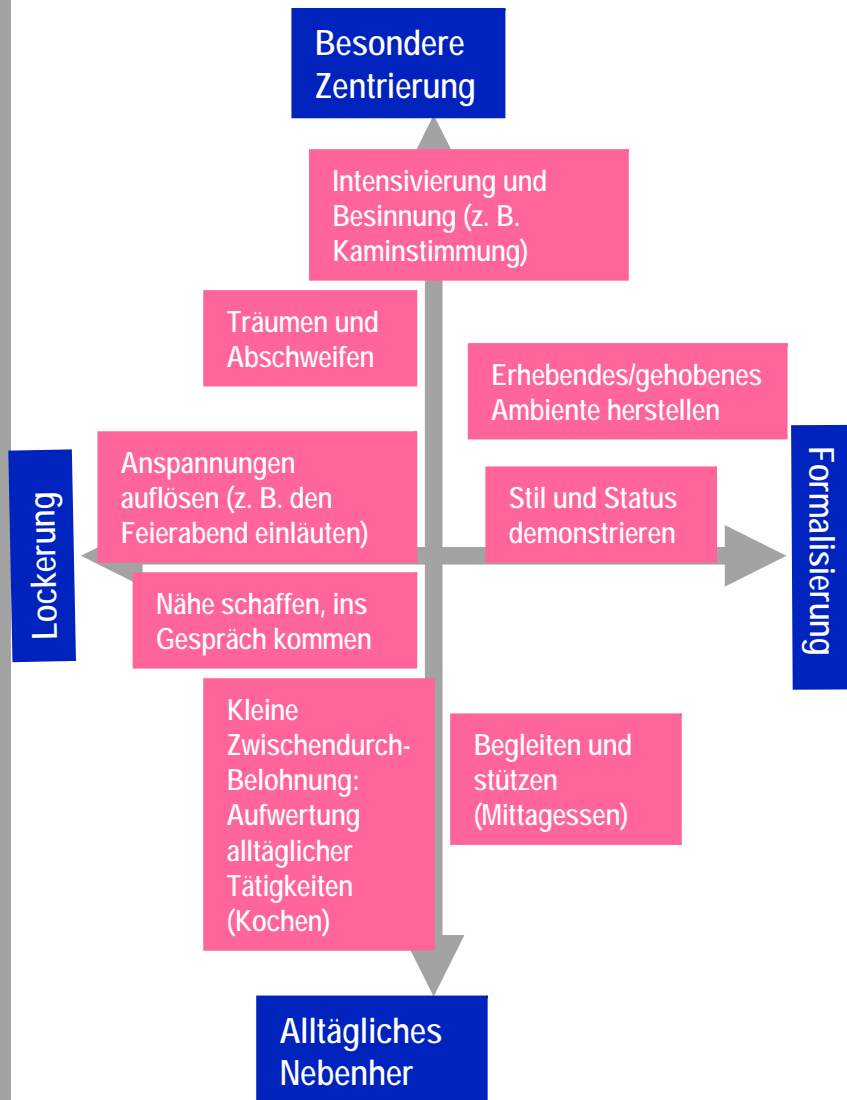 Besondere
Zentrierung
Intensivierung und
Besinnung (z. B.
Kaminstimmung)
Träumen und
Abschweifen
Erhebendes/gehobenes
Ambiente herstellen
Lockerung
Anspannungen
auflösen (z. B. den
Feierabend einläuten)
Stil und Status
demonstrieren
Formalisierung
Nähe schaffen, ins
Gespräch kommen
Kleine
Zwischendurch-
Belohnung:
Aufwertung
alltäglicher
Tätigkeiten
(Kochen)
Begleiten und
stützen
(Mittagessen)
Alltägliches
Nebenher